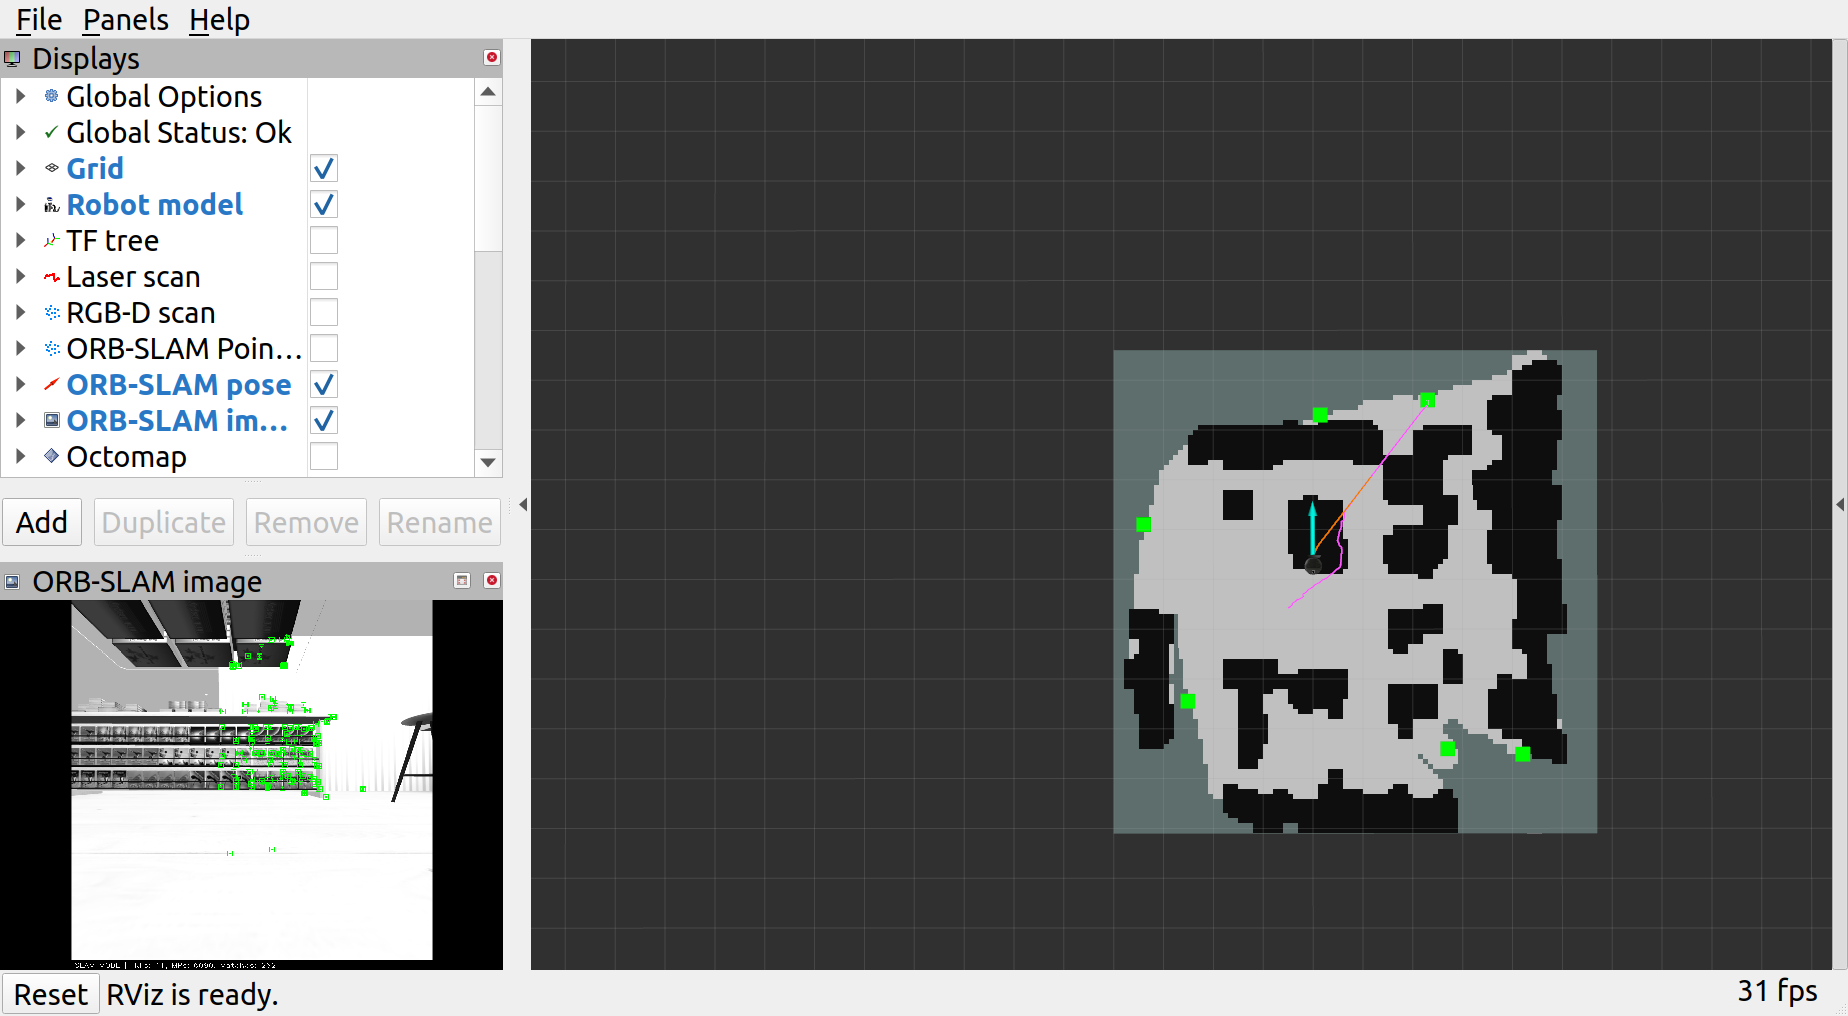 File Panels Help
Displays
Global Options
Global Status: Ok
Grid
Robot model
TF tree
Laser scan
RGB-D scan
ORB-SLAM Poin...
ORB-SLAM pose
ORB-SLAM im...
Octomap
Add Duplicate Remove Rename
ORB-SLAM image
SLAM MODE |
Reset RViz is ready.
31 fps